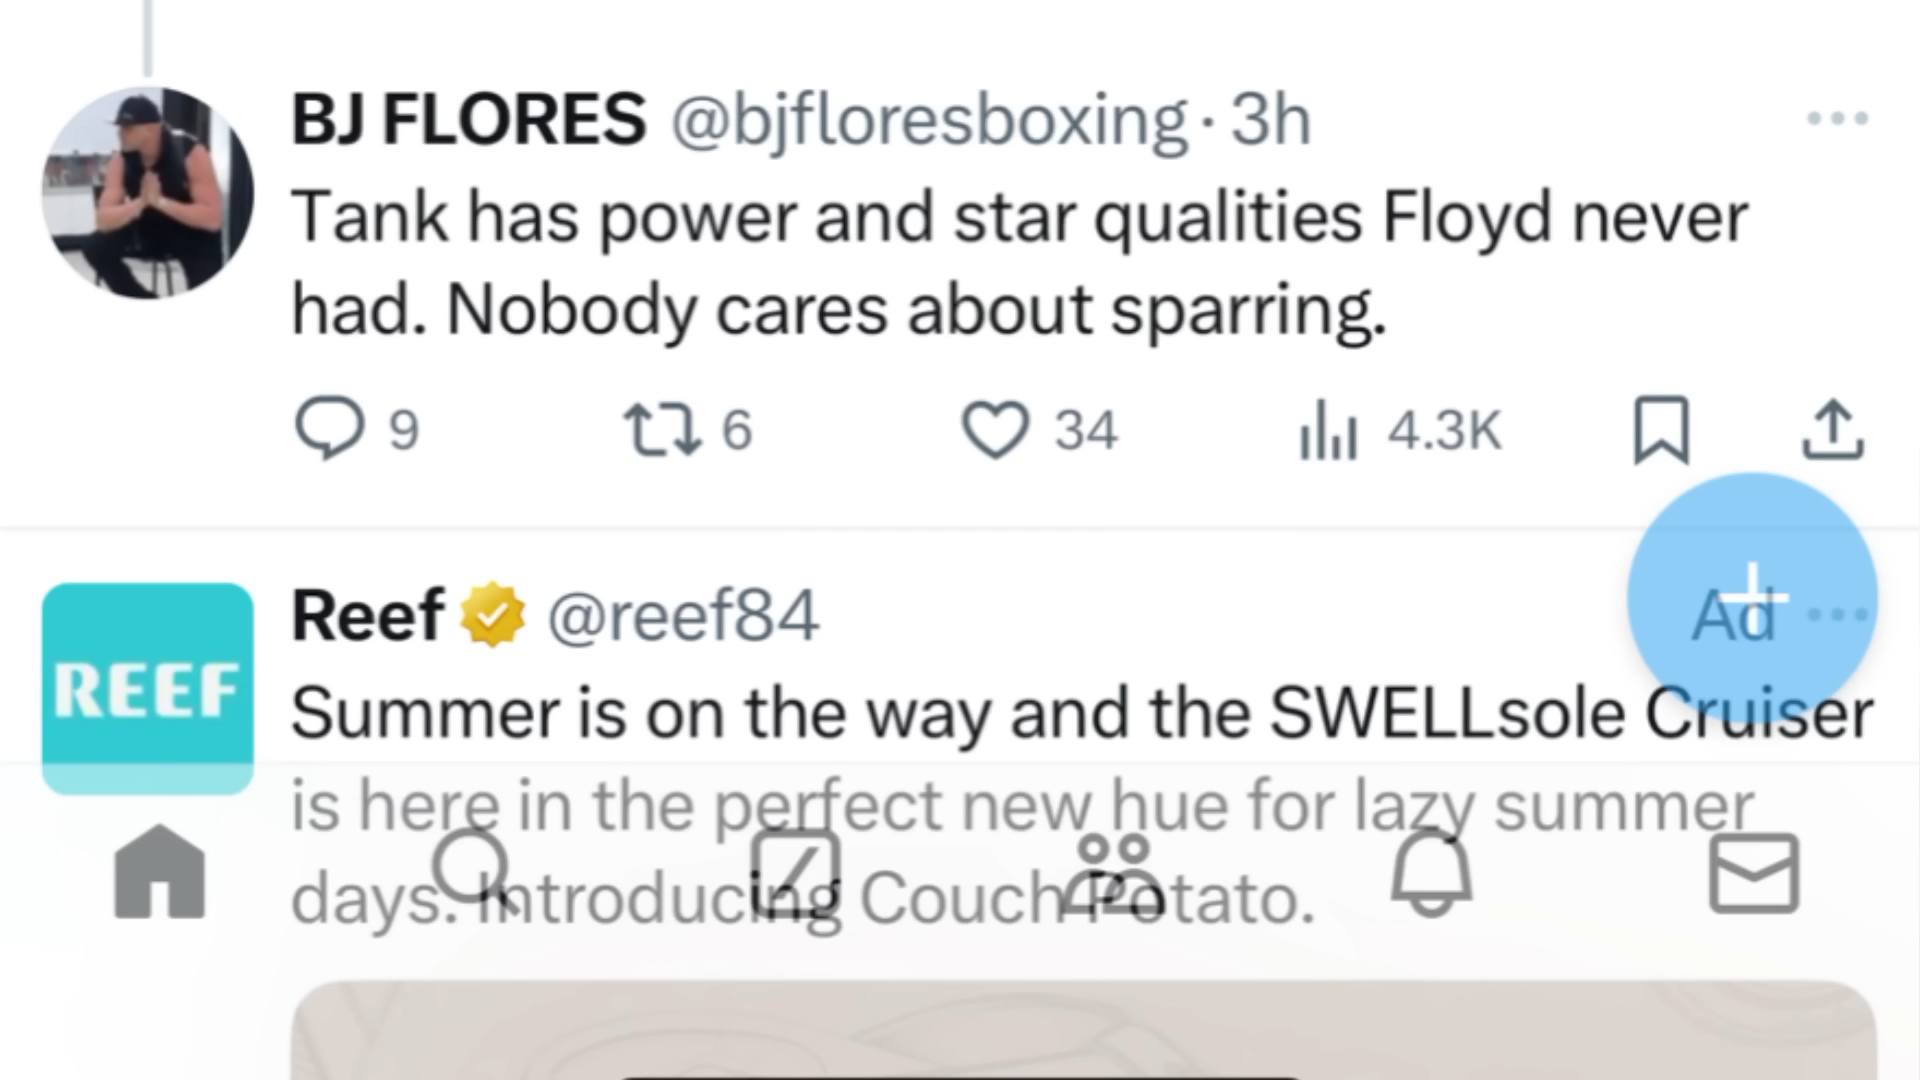 BJ FLORES @bjfloresboxing · 3h
Tank has power and star qualities Floyd never
had. Nobody cares about sparring.
9 6 34 4.3K
Reef @reef84 Ad
REEF
Summer is on the way and the SWELLsole Cruiser
is here in the perfect new hue for lazy summer
days. Introducing Couch Potato.